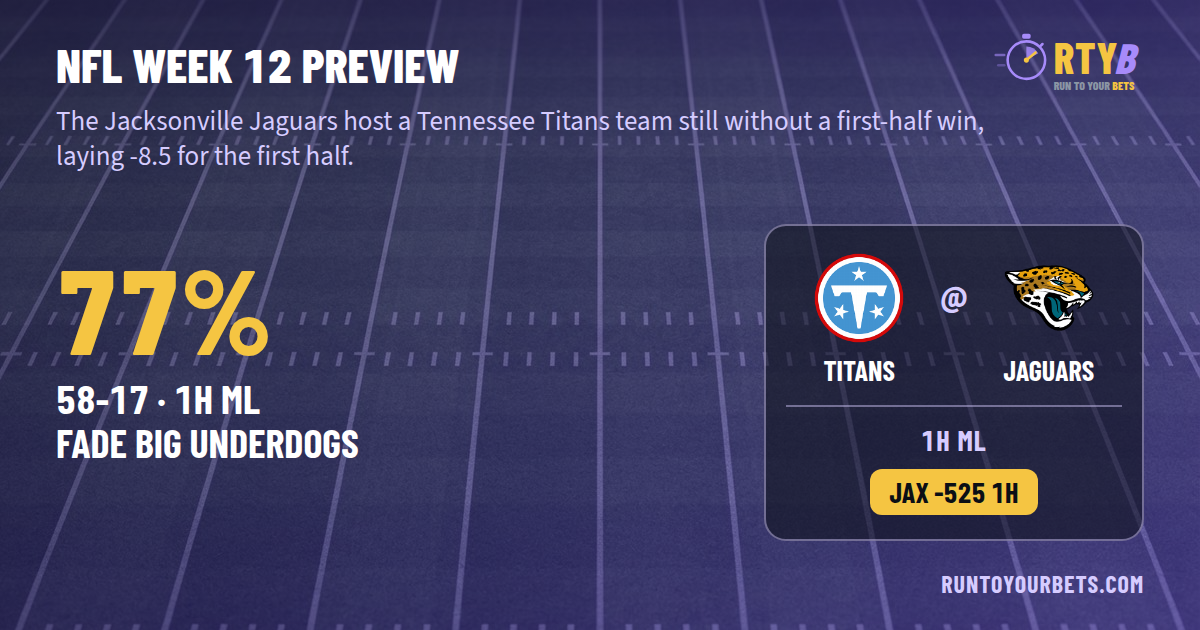 NFL WEEK 12 PREVIEW
RTYB
RUN TO YOUR BETS
The Jacksonville Jaguars host a Tennessee Titans team still without a first-half win,
laying -8.5 for the first half.
77%
58-17 · 1H ML
FADE BIG UNDERDOGS
T
@
TITANS
JAGUARS
1H ML
JAX -525 1H
RUNTOYOURBETS.COM